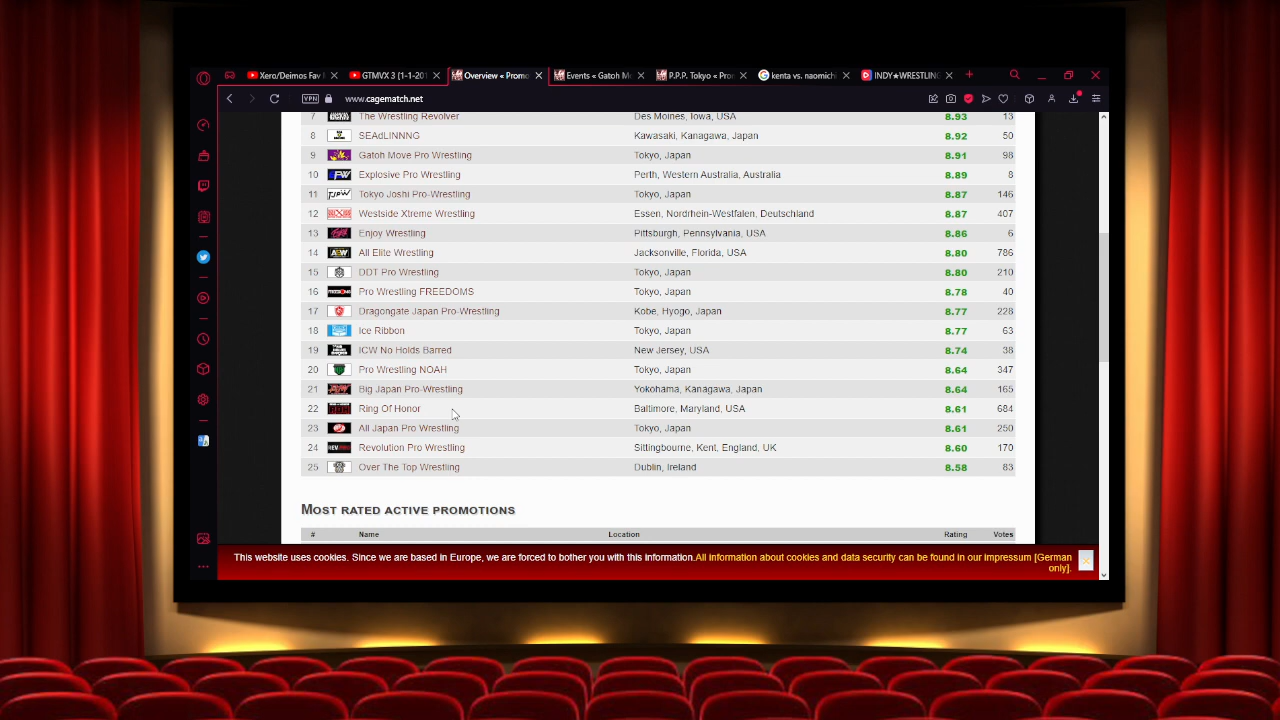 Xero/Deimos Fav
GTMVX 3 (1-1-201
Overview « Promo
Events « Gatoh M
P.P.P. Tokyo « Pro
kenta vs. naomich
INDY★WRESTLING
VPN
www.cagematch.net
7 The Wrestling Revolver Des Moines, Iowa, USA 8.93 13
8 SEAdLINNNG Kawasaki, Kanagawa, Japan 8.92 50
9 Gatoh Move Pro Wrestling Tokyo, Japan 8.91 98
10 Explosive Pro Wrestling Perth, Western Australia, Australia 8.89 8
11 Tokyo Joshi Pro-Wrestling Tokyo, Japan 8.87 146
12 Westside Xtreme Wrestling Essen, Nordrhein-Westfalen, Deutschland 8.87 407
13 Enjoy Wrestling Pittsburgh, Pennsylvania, USA 8.86 6
14 AEW All Elite Wrestling Jacksonville, Florida, USA 8.80 786
15 DDT Pro Wrestling Tokyo, Japan 8.80 210
16 Pro Wrestling FREEDOMS Tokyo, Japan 8.78 40
17 Dragongate Japan Pro-Wrestling Kobe, Hyogo, Japan 8.77 228
18 Ice Ribbon Tokyo, Japan 8.77 63
19 ICW No Holds Barred New Jersey, USA 8.74 38
20 Pro Wrestling NOAH Tokyo, Japan 8.64 347
21 Big Japan Pro-Wrestling Yokohama, Kanagawa, Japan 8.64 165
22 Ring Of Honor Baltimore, Maryland, USA 8.61 684
23 All Japan Pro Wrestling Tokyo, Japan 8.61 250
24 REVPRO Revolution Pro Wrestling Sittingbourne, Kent, England, UK 8.60 170
25 Over The Top Wrestling Dublin, Ireland 8.58 83
MOST RATED ACTIVE PROMOTIONS
# Name Location Rating Votes
This website uses cookies. Since we are based in Europe, we are forced to bother you with this information.All information about cookies and data security can be found in our impressum [German
only].